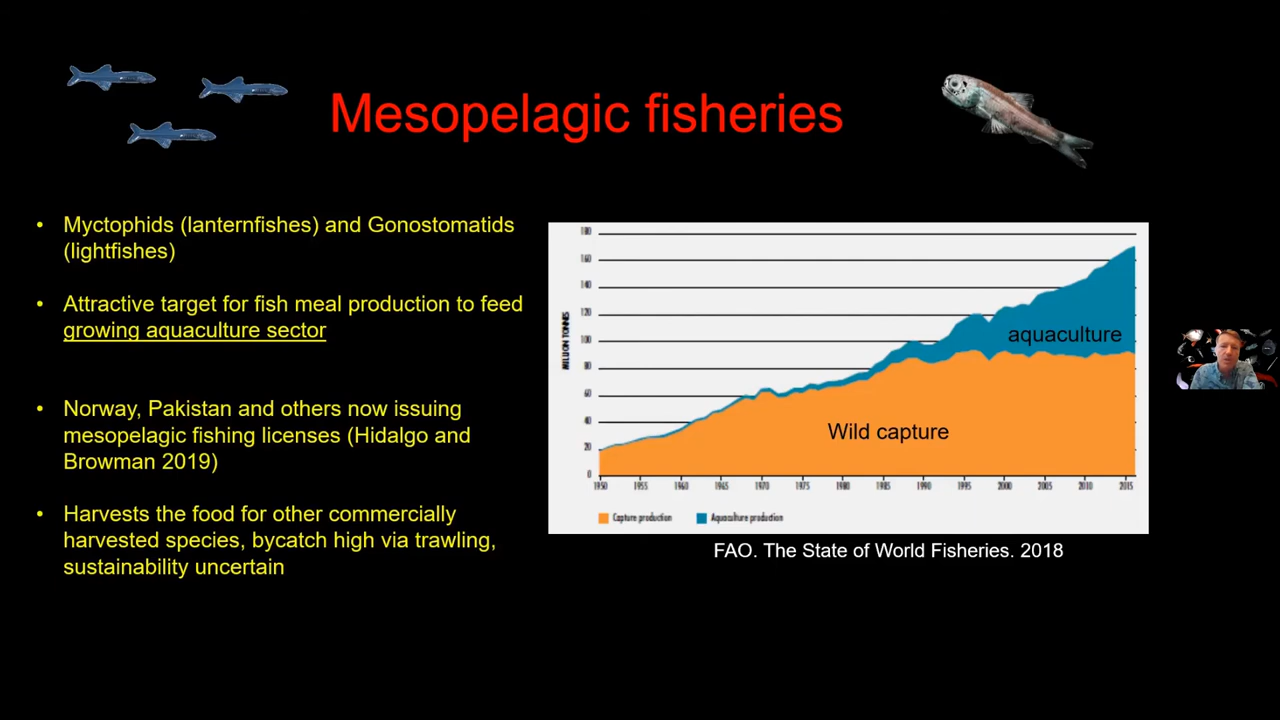 Mesopelagic fisheries
• Myctophids (lanternfishes) and Gonostomatids
(lightfishes)
• Attractive target for fish meal production to feed
growing aquaculture sector
• Norway, Pakistan and others now issuing
mesopelagic fishing licenses (Hidalgo and
Browman 2019)
• Harvests the food for other commercially
harvested species, bycatch high via trawling,
sustainability uncertain
MILLION TONNES
180
160
140
120
100
80
60
40
20
0
aquaculture
Wild capture
1950 1955 1960 1965 1970 1975 1980 1985 1990 1995 2000 2005 2010 2015
Capture production Aquaculture production
FAO. The State of World Fisheries. 2018